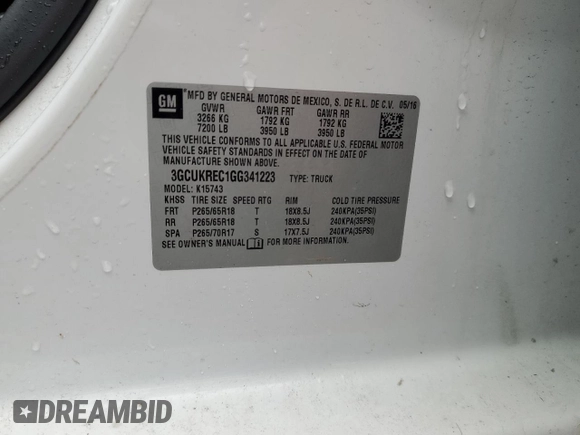 GM
MFD BY GENERAL MOTORS DE MEXICO, S. DE R.L. DE C.V. 05/16
GVWR GAWR FRT GAWR RR
3266 KG 1792 KG 1792 KG
7200 LB 3950 LB 3950 LB
THIS VEHICLE CONFORMS TO ALL APPLICABLE U.S. FEDERAL MOTOR
VEHICLE SAFETY STANDARDS IN EFFECT ON THE DATE OF
MANUFACTURE SHOWN ABOVE.
3GCUKREC1GG341223 TYPE: TRUCK
MODEL: K15743
KHSS TIRE SIZE SPEED RTG RIM COLD TIRE PRESSURE
FRT P265/65R18 T 18X8.5J 240KPA(35PSI)
RR P265/65R18 T 18X8.5J 240KPA(35PSI)
SPA P265/70R17 S 17X7.5J 240KPA(35PSI)
SEE OWNER'S MANUAL FOR MORE INFORMATION.
DREAMBID